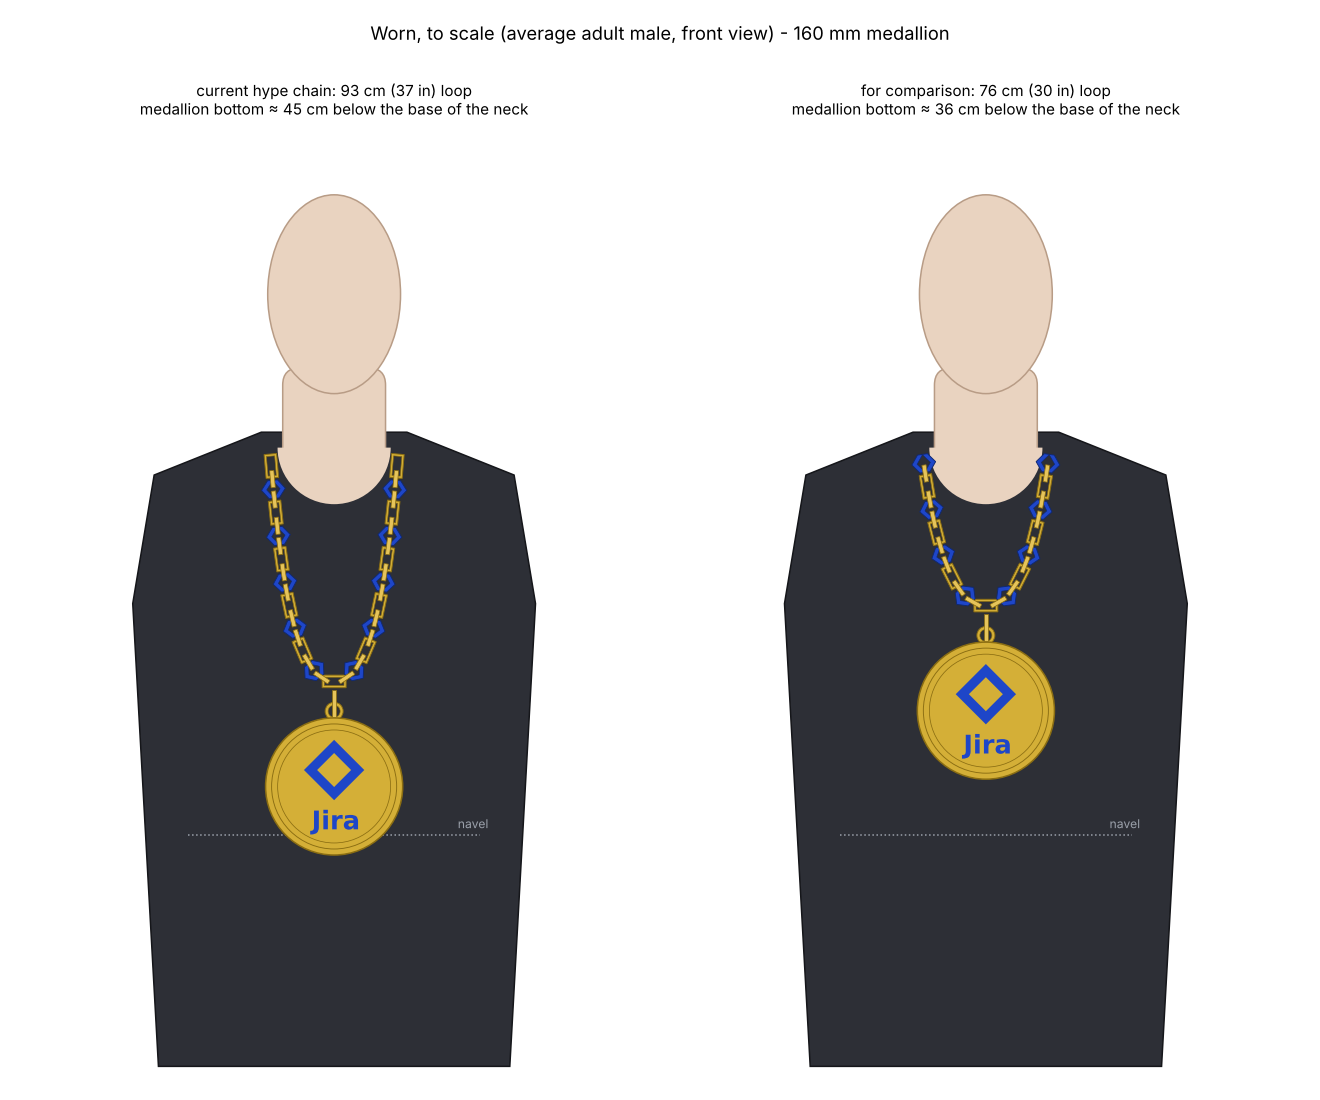 Worn, to scale (average adult male, front view) - 160 mm medallion
current hype chain: 93 cm (37 in) loop
medallion bottom ≈ 45 cm below the base of the neck
for comparison: 76 cm (30 in) loop
medallion bottom ≈ 36 cm below the base of the neck
Jira
navel
Jira
navel